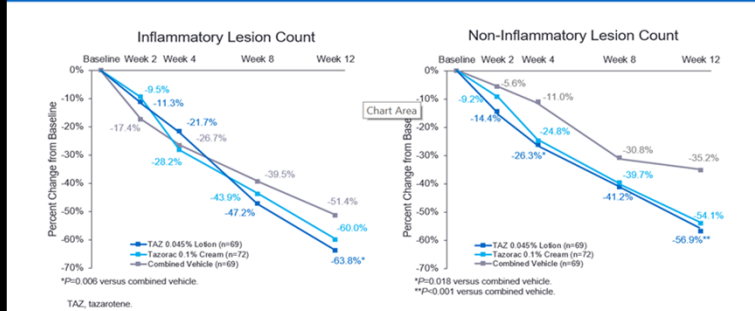 Inflammatory Lesion Count
Baseline Week 2 Week 4 Week 8 Week 12
0%
-10%
-20%
-30%
-40%
-50%
-60%
-70%
Percent Change from Baseline
-9.5%
-11.3%
-17.4%
-21.7%
-26.7%
-28.2%
-39.5%
-43.9%
-47.2%
-51.4%
-60.0%
-63.8%*
TAZ 0.045% Lotion (n=69)
Tazorac 0.1% Cream (n=72)
Combined Vehicle (n=69)
*P=0.006 versus combined vehicle.
TAZ, tazarotene.
Chart Area
Non-Inflammatory Lesion Count
Baseline Week 2 Week 4 Week 8 Week 12
0%
-10%
-20%
-30%
-40%
-50%
-60%
-70%
Percent Change from Baseline
-5.6%
-9.2%
-14.4%
-11.0%
-24.8%
-26.3%*
-30.8%
-39.7%
-41.2%
-35.2%
-54.1%
-56.9%**
TAZ 0.045% Lotion (n=69)
Tazorac 0.1% Cream (n=72)
Combined Vehicle (n=69)
*P=0.018 versus combined vehicle.
**P<0.001 versus combined vehicle.